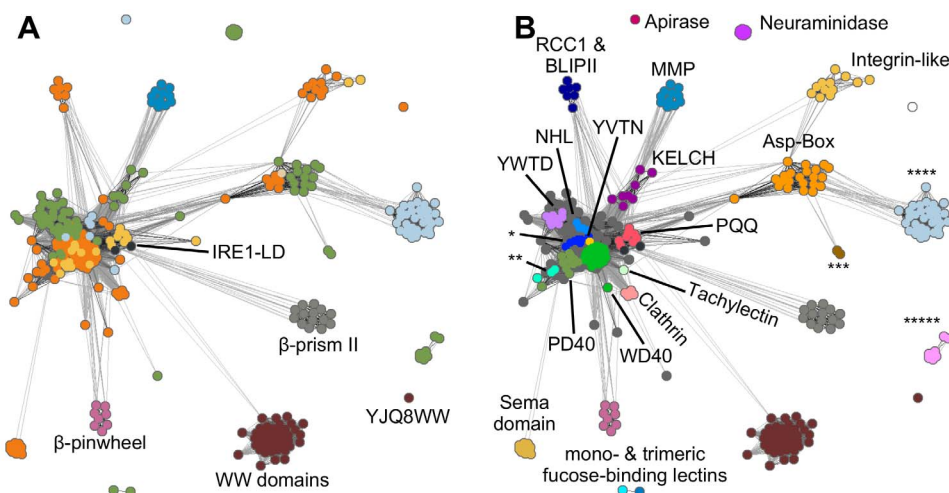 A
IRE1-LD
β-prism II
YJQ8WW
β-pinwheel
WW domains
B
Apirase
Neuraminidase
RCC1 &
BLIPII
MMP
Integrin-like
NHL
YVTN
YWTD
KELCH
Asp-Box
****
*
PQQ
**
***
Tachylectin
Clathrin
*****
PD40
WD40
Sema
domain
mono- & trimeric
fucose-binding lectins